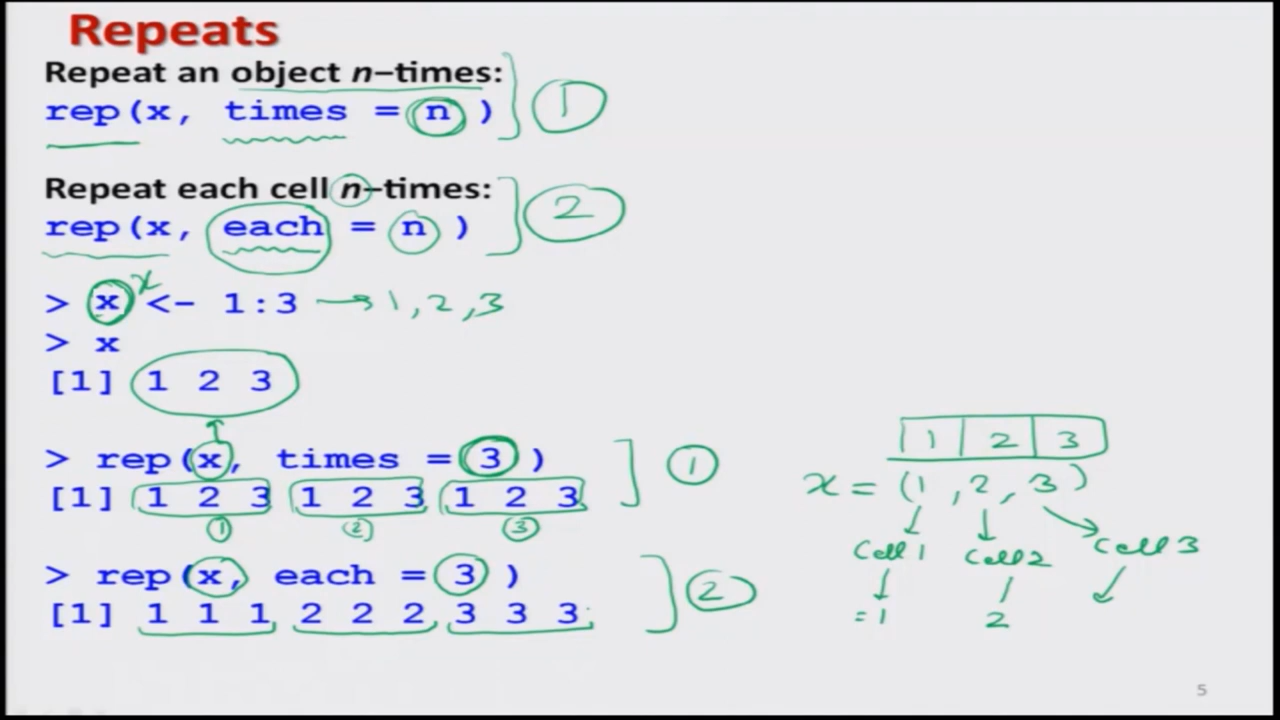 Repeats
Repeat an object n–times:
rep(x, times = n ) 1
Repeat each cell n–times:
rep(x, each = n ) 2
> x x <- 1:3 → 1, 2, 3
> x
[1] 1 2 3
> rep(x, times = 3 ) 1
[1] 1 2 3 1 2 3 1 2 3
1 2 3
> rep(x, each = 3 ) 2
[1] 1 1 1 2 2 2 3 3 3
1 2 3
x = (1, 2, 3)
Cell 1 Cell 2 Cell 3
= 1 2
5